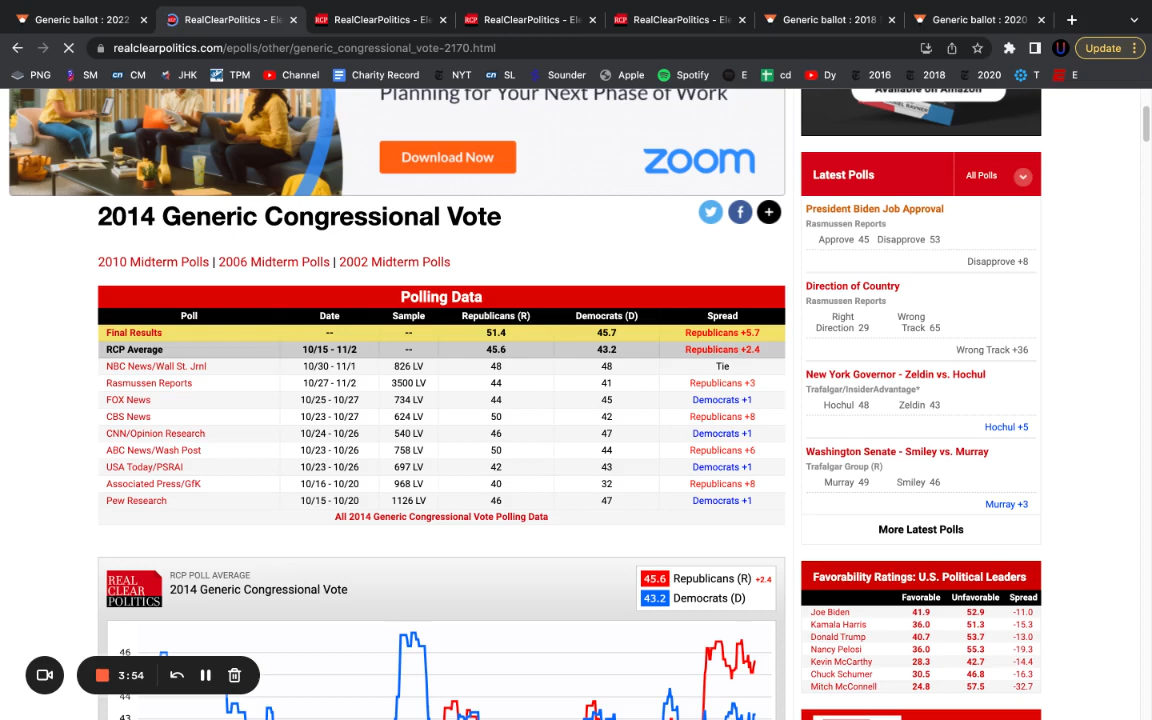 Generic ballot : 2022
RealClearPolitics - Ele
RealClearPolitics - Ele
RealClearPolitics - Ele
RealClearPolitics - Ele
Generic ballot : 2018
Generic ballot : 2020
realclearpolitics.com/epolls/other/generic_congressional_vote-2170.html
Update
PNG SM CM JHK TPM Channel Charity Record NYT SL Sounder Apple Spotify E cd Dy 2016 2018 2020 T E
Planning for Your Next Phase of Work
Download Now
zoom
Available on Amazon
2014 Generic Congressional Vote
2010 Midterm Polls | 2006 Midterm Polls | 2002 Midterm Polls
Polling Data
Poll Date Sample Republicans (R) Democrats (D) Spread
Final Results -- -- 51.4 45.7 Republicans +5.7
RCP Average 10/15 - 11/2 -- 45.6 43.2 Republicans +2.4
NBC News/Wall St. Jrnl 10/30 - 11/1 826 LV 48 48 Tie
Rasmussen Reports 10/27 - 11/2 3500 LV 44 41 Republicans +3
FOX News 10/25 - 10/27 734 LV 44 45 Democrats +1
CBS News 10/23 - 10/27 624 LV 50 42 Republicans +8
CNN/Opinion Research 10/24 - 10/26 540 LV 46 47 Democrats +1
ABC News/Wash Post 10/23 - 10/26 758 LV 50 44 Republicans +6
USA Today/PSRAI 10/23 - 10/26 697 LV 42 43 Democrats +1
Associated Press/GfK 10/16 - 10/20 968 LV 40 32 Republicans +8
Pew Research 10/15 - 10/20 1126 LV 46 47 Democrats +1
All 2014 Generic Congressional Vote Polling Data
REAL
CLEAR
POLITICS
RCP POLL AVERAGE
2014 Generic Congressional Vote
45.6 Republicans (R) +2.4
43.2 Democrats (D)
46
44
43
3:54
Latest Polls
All Polls
President Biden Job Approval
Rasmussen Reports
Approve 45 Disapprove 53
Disapprove +8
Direction of Country
Rasmussen Reports
Right Wrong
Direction 29 Track 65
Wrong Track +36
New York Governor - Zeldin vs. Hochul
Trafalgar/InsiderAdvantage*
Hochul 48 Zeldin 43
Hochul +5
Washington Senate - Smiley vs. Murray
Trafalgar Group (R)
Murray 49 Smiley 46
Murray +3
More Latest Polls
Favorability Ratings: U.S. Political Leaders
Favorable Unfavorable Spread
Joe Biden 41.9 52.9 -11.0
Kamala Harris 36.0 51.3 -15.3
Donald Trump 40.7 53.7 -13.0
Nancy Pelosi 36.0 55.3 -19.3
Kevin McCarthy 28.3 42.7 -14.4
Chuck Schumer 30.5 46.8 -16.3
Mitch McConnell 24.8 57.5 -32.7